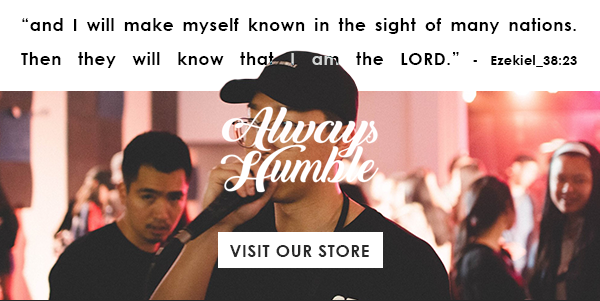 “and I will make myself known in the sight of many nations.
Then they will know that I am the LORD.” - Ezekiel_38:23
Always
Humble
VISIT OUR STORE